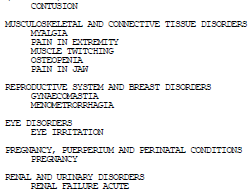 CONTUSION
MUSCULOSKELETAL AND CONNECTIVE TISSUE DISORDERS
MYALGIA
PAIN IN EXTREMITY
MUSCLE TWITCHING
OSTEOPENIA
PAIN IN JAW
REPRODUCTIVE SYSTEM AND BREAST DISORDERS
GYNAECOMASTIA
MENOMETRORRHAGIA
EYE DISORDERS
EYE IRRITATION
PREGNANCY, PUERPERIUM AND PERINATAL CONDITIONS
PREGNANCY
RENAL AND URINARY DISORDERS
RENAL FAILURE ACUTE